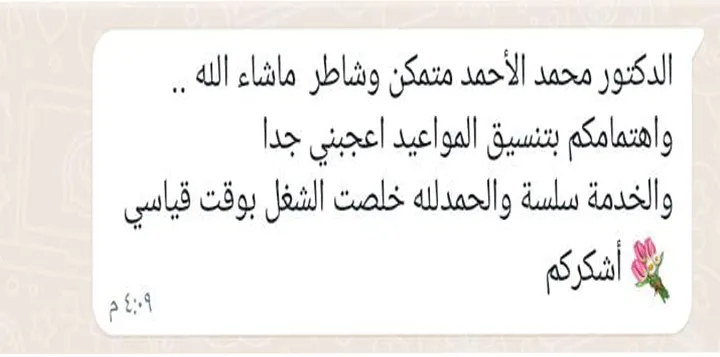 الدكتور محمد الأحمد متمكن وشاطر ماشاء الله ..
واهتمامكم بتنسيق المواعيد اعجبني جدا
والخدمة سلسة والحمدلله خلصت الشغل بوقت قياسي
💐 أشكركم
٤:٠٩ م